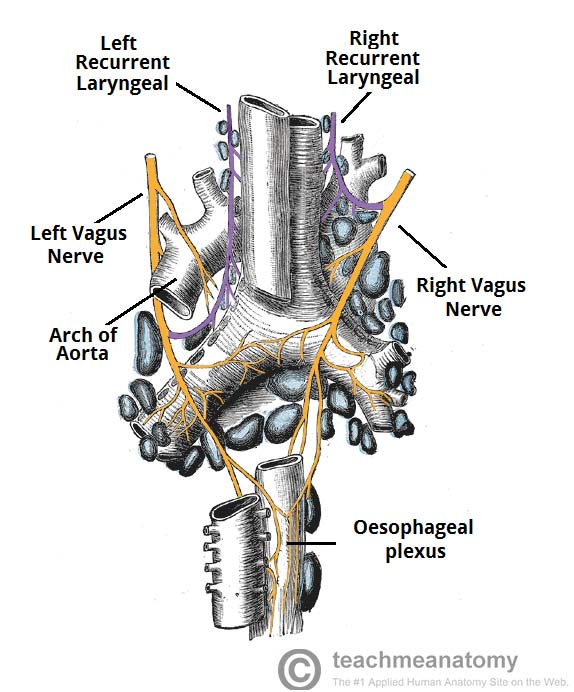 Left
Recurrent
Laryngeal
Right
Recurrent
Laryngeal
Left Vagus
Nerve
Right Vagus
Nerve
Arch of
Aorta
Oesophageal
plexus
© teachmeanatomy
The #1 Applied Human Anatomy Site on the Web.